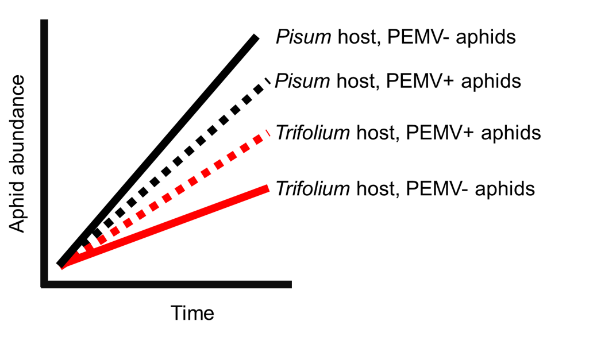 Pisum host, PEMV- aphids
Pisum host, PEMV+ aphids
Trifolium host, PEMV+ aphids
Trifolium host, PEMV- aphids
Aphid abundance
Time